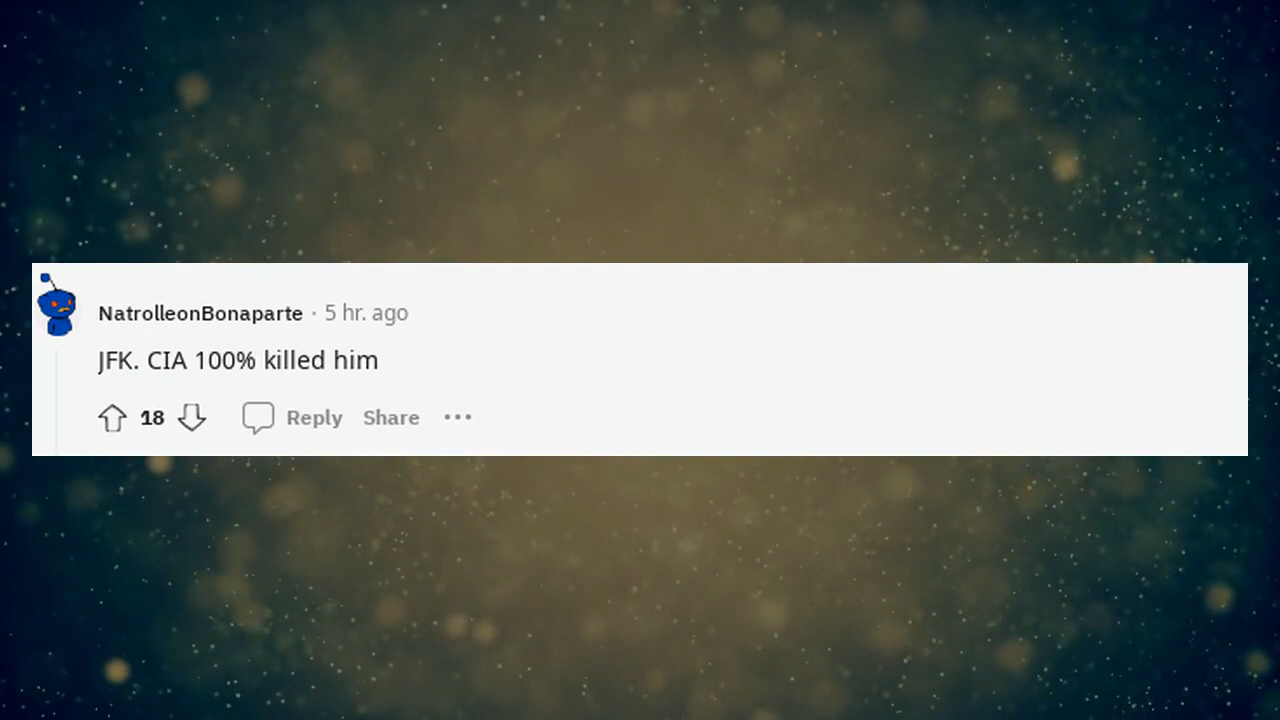 NatrolleonBonaparte · 5 hr. ago
JFK. CIA 100% killed him
18 Reply Share •••